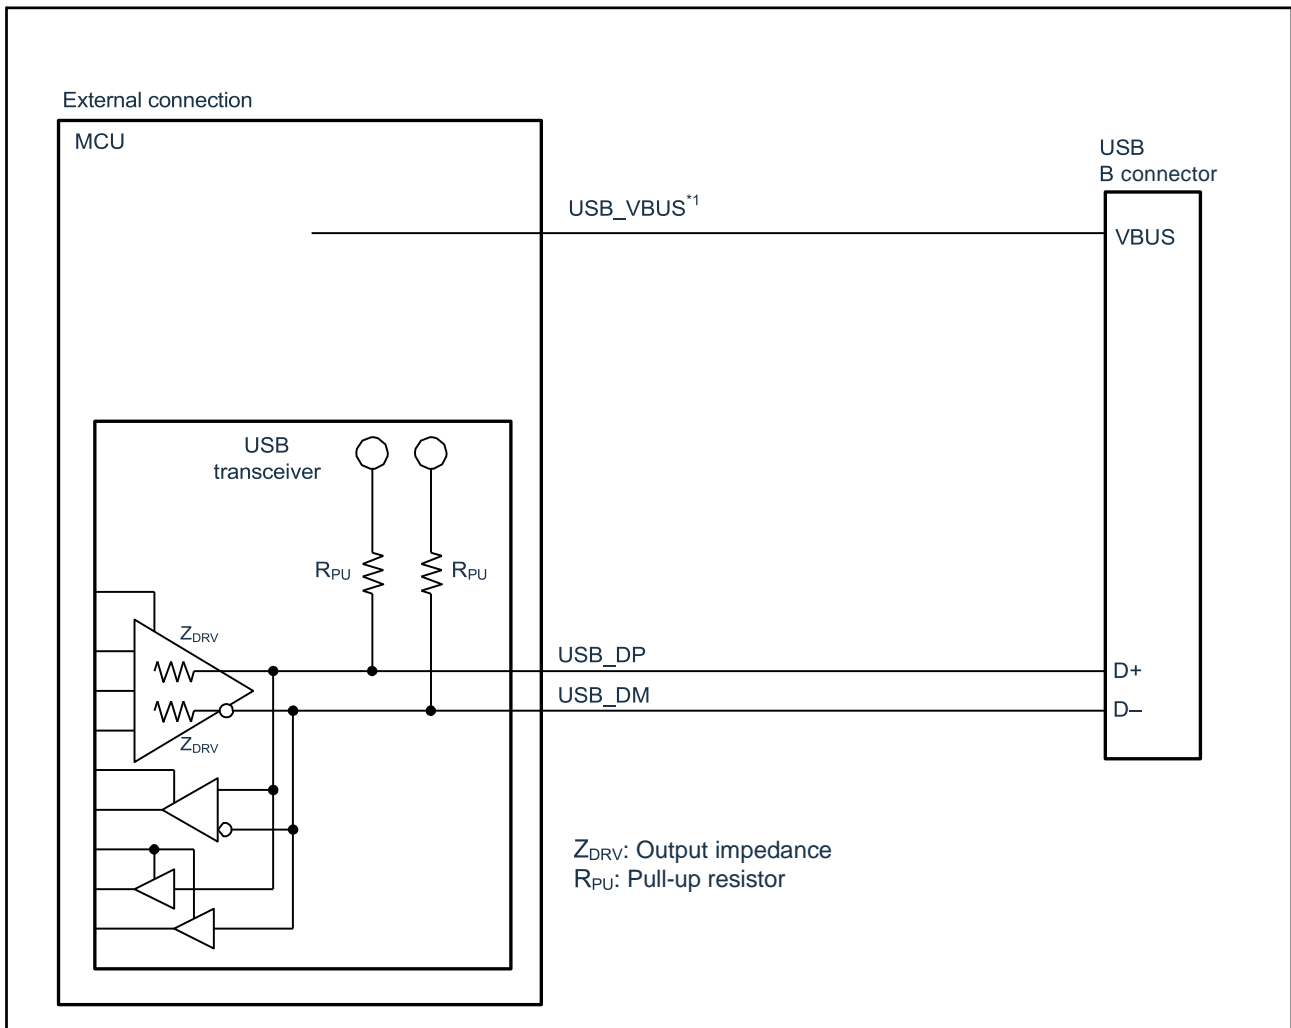 External connection
MCU
USB
B connector
USB_VBUS*1
VBUS
USB
transceiver
RPU
RPU
ZDRV
USB_DP
D+
USB_DM
D–
ZDRV
ZDRV: Output impedance
RPU: Pull-up resistor